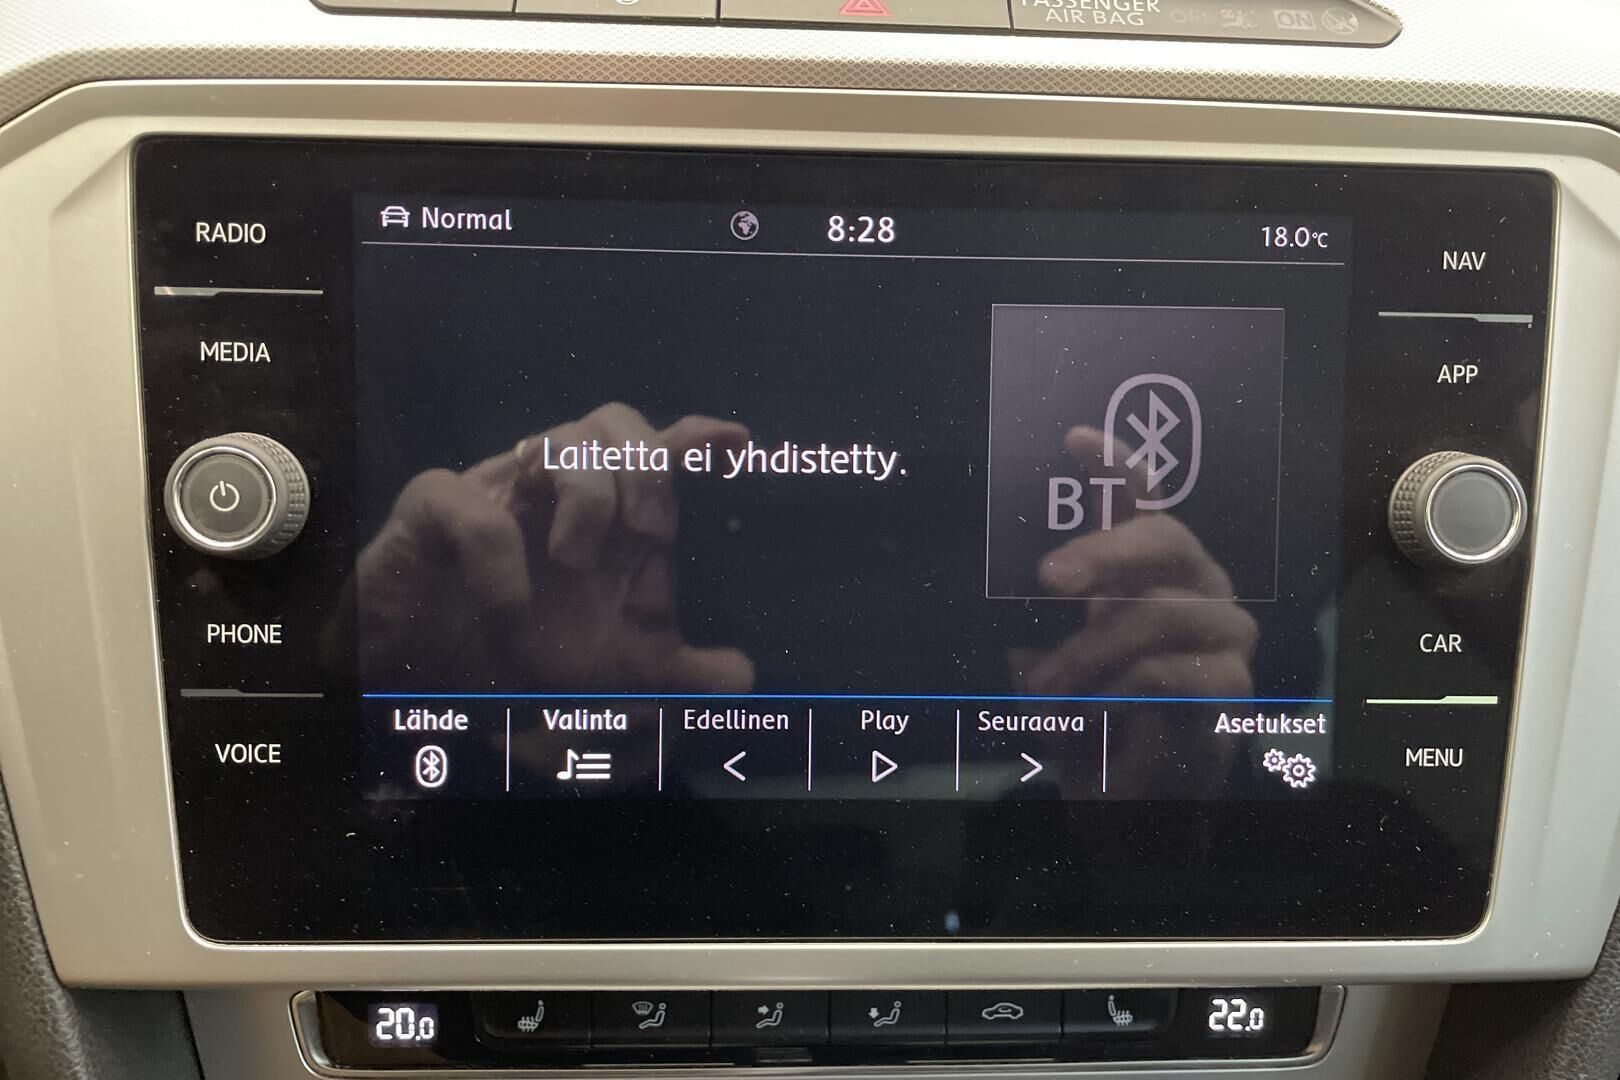 PASSENGER
AIR BAG
OFF
ON
RADIO
MEDIA
PHONE
VOICE
Normal
8:28
18.0°C
Laitetta ei yhdistetty.
BT
Lähde
Valinta
Edellinen
Play
Seuraava
Asetukset
NAV
APP
CAR
MENU
20.0
22.0